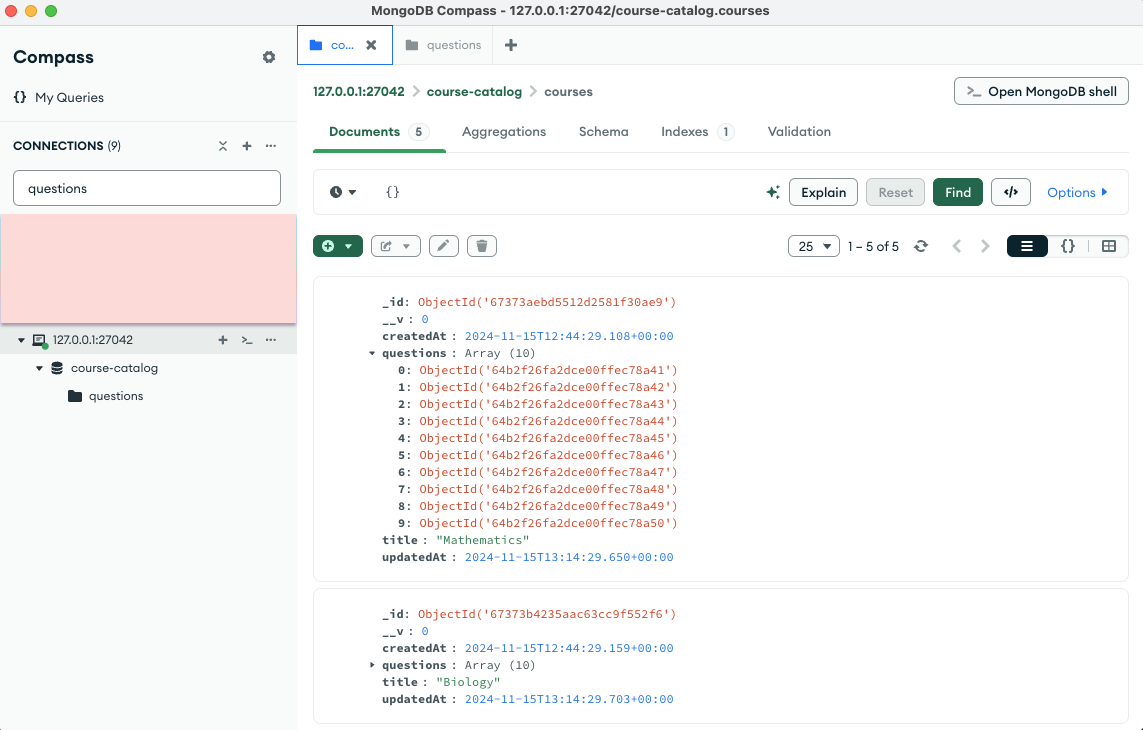 MongoDB Compass - 127.0.0.1:27042/course-catalog.courses
Compass
{} My Queries
CONNECTIONS (9)
questions
127.0.0.1:27042
course-catalog
questions
co...
questions
127.0.0.1:27042 > course-catalog > courses
>_ Open MongoDB shell
Documents 5 Aggregations Schema Indexes 1 Validation
{} Explain Reset Find </> Options
25 1 – 5 of 5 {}
_id: ObjectId('67373aebd5512d2581f30ae9')
__v : 0
createdAt : 2024-11-15T12:44:29.108+00:00
questions : Array (10)
0: ObjectId('64b2f26fa2dce00ffec78a41')
1: ObjectId('64b2f26fa2dce00ffec78a42')
2: ObjectId('64b2f26fa2dce00ffec78a43')
3: ObjectId('64b2f26fa2dce00ffec78a44')
4: ObjectId('64b2f26fa2dce00ffec78a45')
5: ObjectId('64b2f26fa2dce00ffec78a46')
6: ObjectId('64b2f26fa2dce00ffec78a47')
7: ObjectId('64b2f26fa2dce00ffec78a48')
8: ObjectId('64b2f26fa2dce00ffec78a49')
9: ObjectId('64b2f26fa2dce00ffec78a50')
title : "Mathematics"
updatedAt : 2024-11-15T13:14:29.650+00:00
_id: ObjectId('67373b4235aac63cc9f552f6')
__v : 0
createdAt : 2024-11-15T12:44:29.159+00:00
questions : Array (10)
title : "Biology"
updatedAt : 2024-11-15T13:14:29.703+00:00